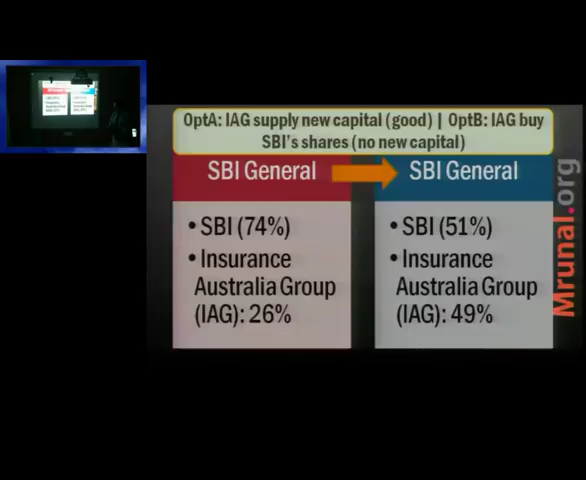 OptA: IAG supply new capital (good) | OptB: IAG buy
SBI's shares (no new capital)
SBI General
• SBI (74%)
• Insurance
Australia Group
(IAG): 26%
SBI General
• SBI (51%)
• Insurance
Australia Group
(IAG): 49%
Mrunal.org